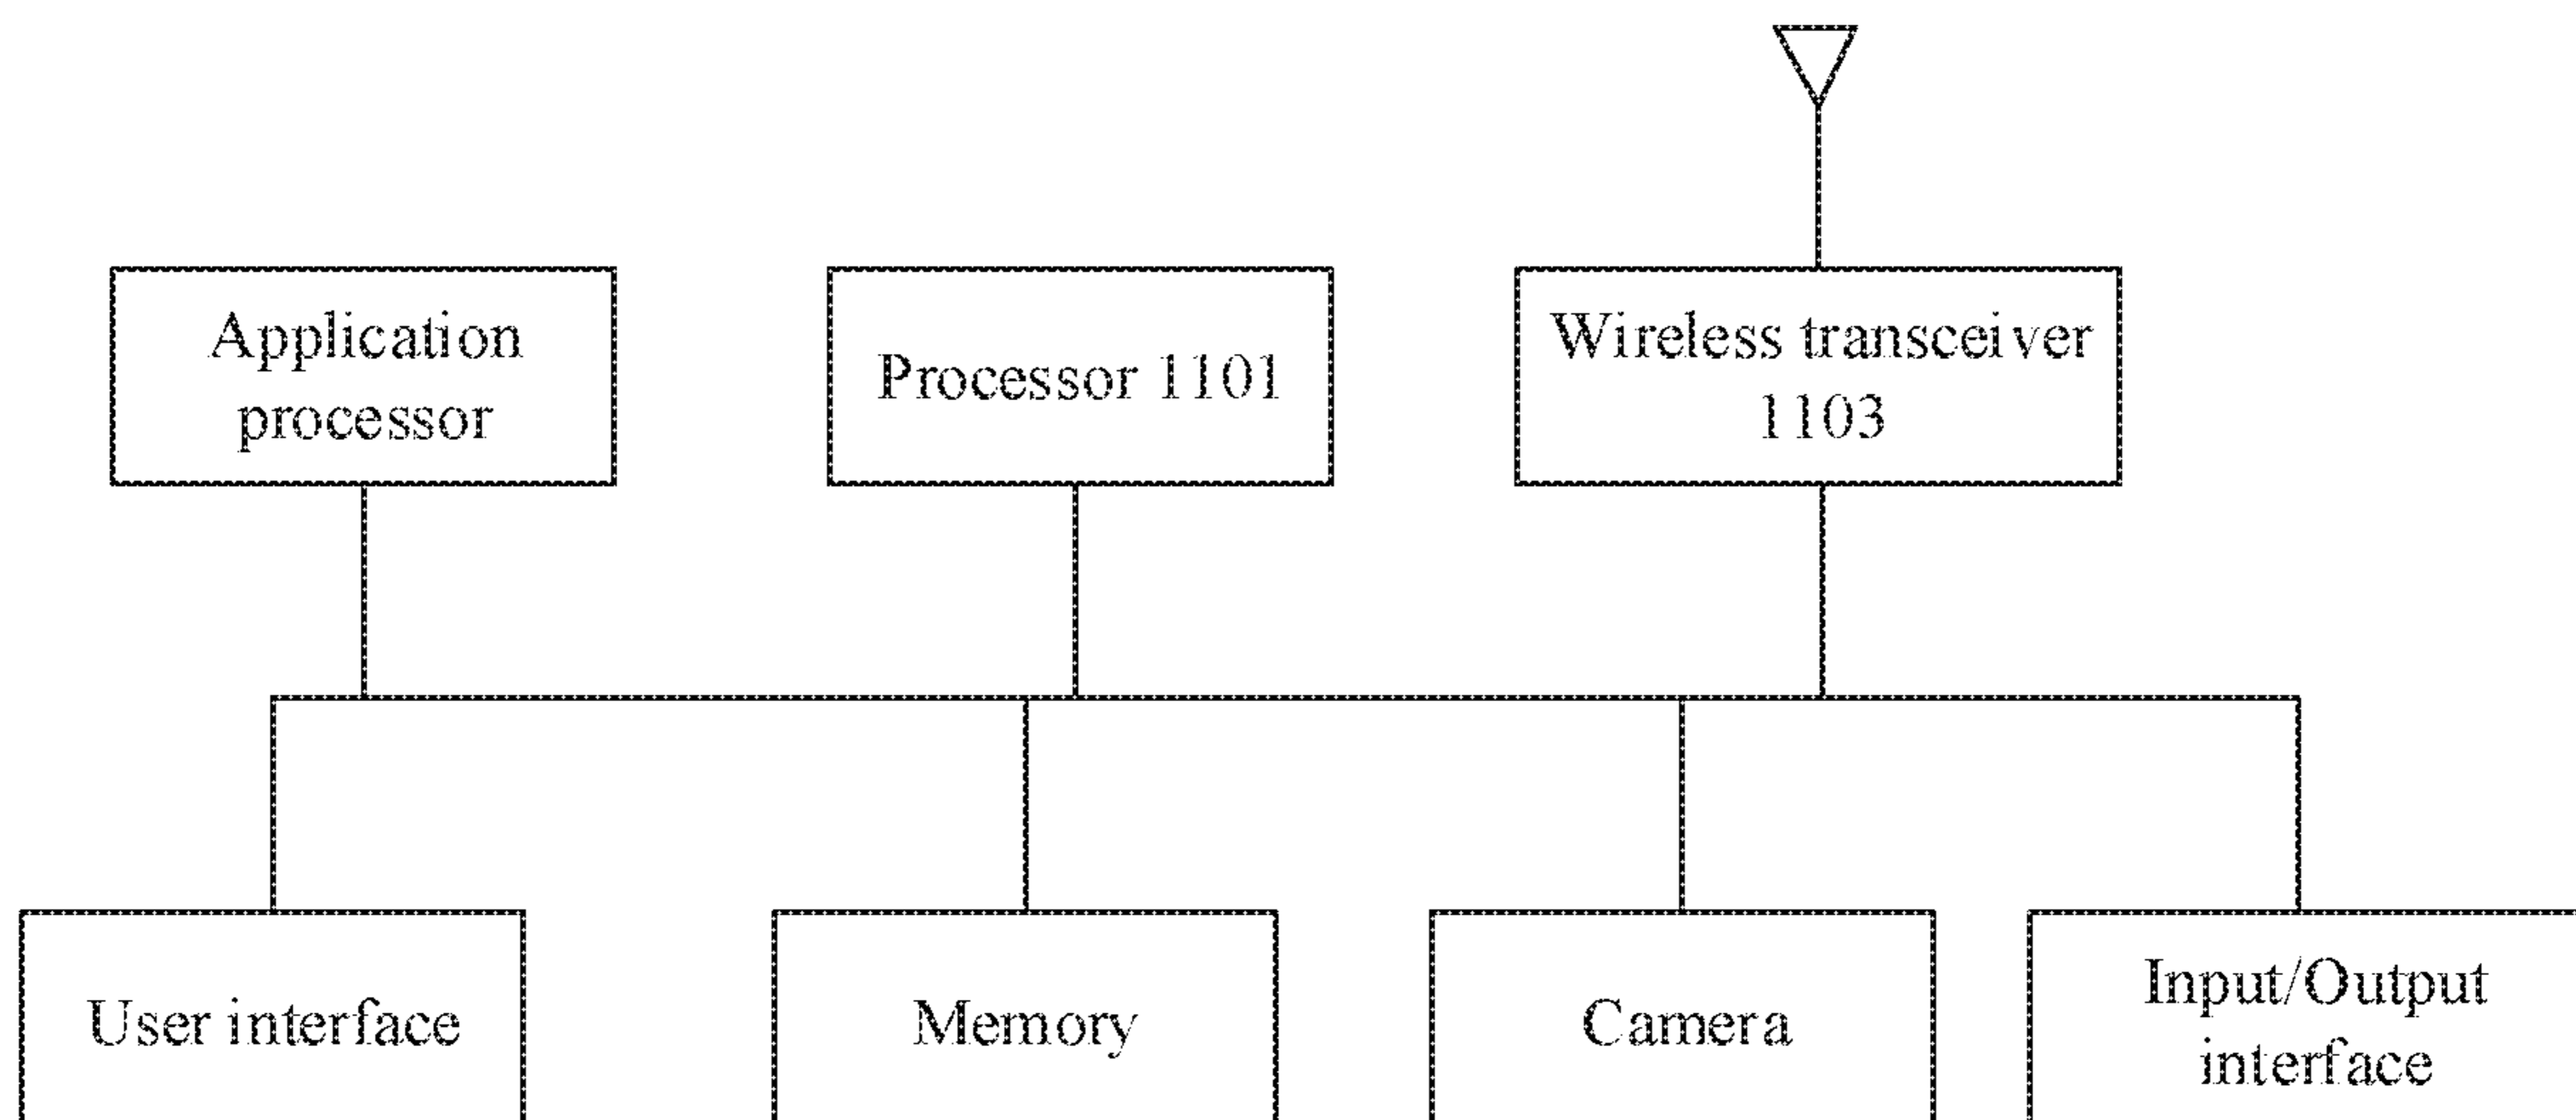 Application
processor
Processor 1101
Wireless transceiver
1103
User interface
Memory
Camera
Input/Output
interface